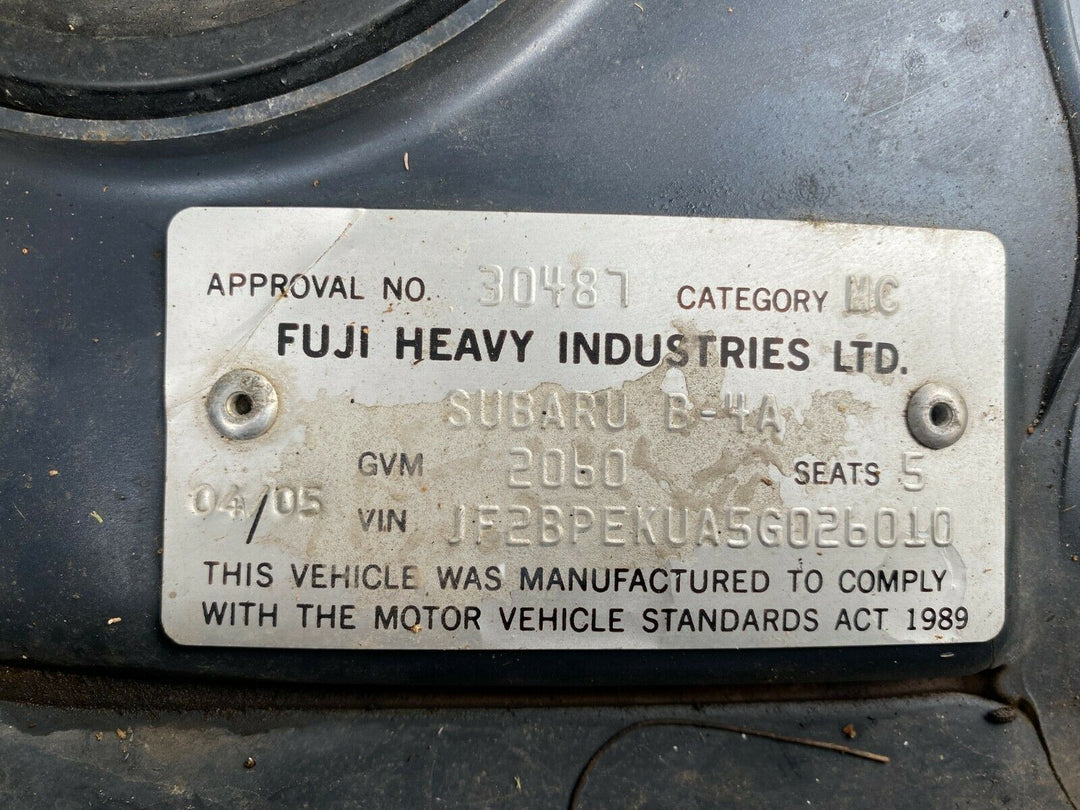 APPROVAL NO. 30487 CATEGORY MC
FUJI HEAVY INDUSTRIES LTD.
SUBARU B-4A
GVM 2060 SEATS 5
04/05 VIN JF2BPEKUA5G026010
THIS VEHICLE WAS MANUFACTURED TO COMPLY
WITH THE MOTOR VEHICLE STANDARDS ACT 1989